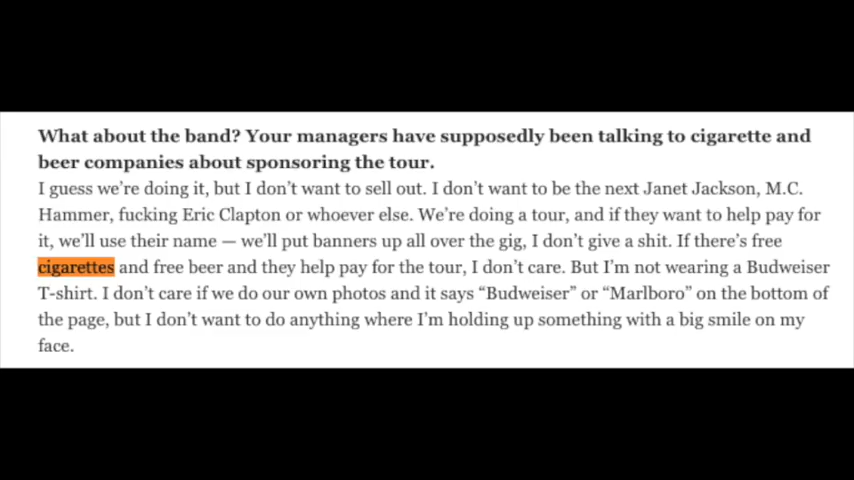 What about the band? Your managers have supposedly been talking to cigarette and
beer companies about sponsoring the tour.
I guess we’re doing it, but I don’t want to sell out. I don’t want to be the next Janet Jackson, M.C.
Hammer, fucking Eric Clapton or whoever else. We’re doing a tour, and if they want to help pay for
it, we’ll use their name — we’ll put banners up all over the gig, I don’t give a shit. If there’s free
cigarettes and free beer and they help pay for the tour, I don’t care. But I’m not wearing a Budweiser
T-shirt. I don’t care if we do our own photos and it says “Budweiser” or “Marlboro” on the bottom of
the page, but I don’t want to do anything where I’m holding up something with a big smile on my
face.